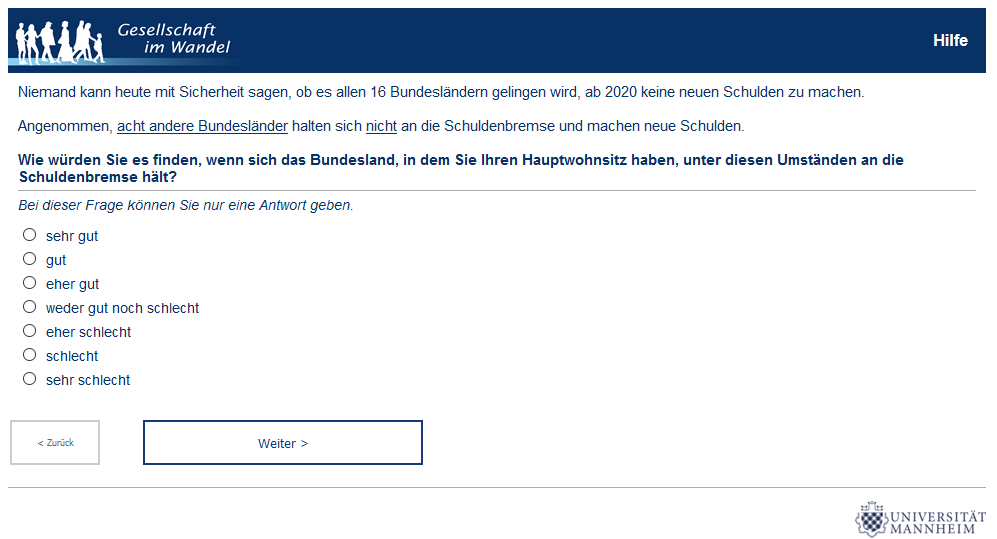 Gesellschaft
im Wandel
Hilfe
Niemand kann heute mit Sicherheit sagen, ob es allen 16 Bundesländern gelingen wird, ab 2020 keine neuen Schulden zu machen.
Angenommen, acht andere Bundesländer halten sich nicht an die Schuldenbremse und machen neue Schulden.
Wie würden Sie es finden, wenn sich das Bundesland, in dem Sie Ihren Hauptwohnsitz haben, unter diesen Umständen an die
Schuldenbremse hält?
Bei dieser Frage können Sie nur eine Antwort geben.
sehr gut
gut
eher gut
weder gut noch schlecht
eher schlecht
schlecht
sehr schlecht
< Zurück
Weiter >
UNIVERSITÄT
MANNHEIM